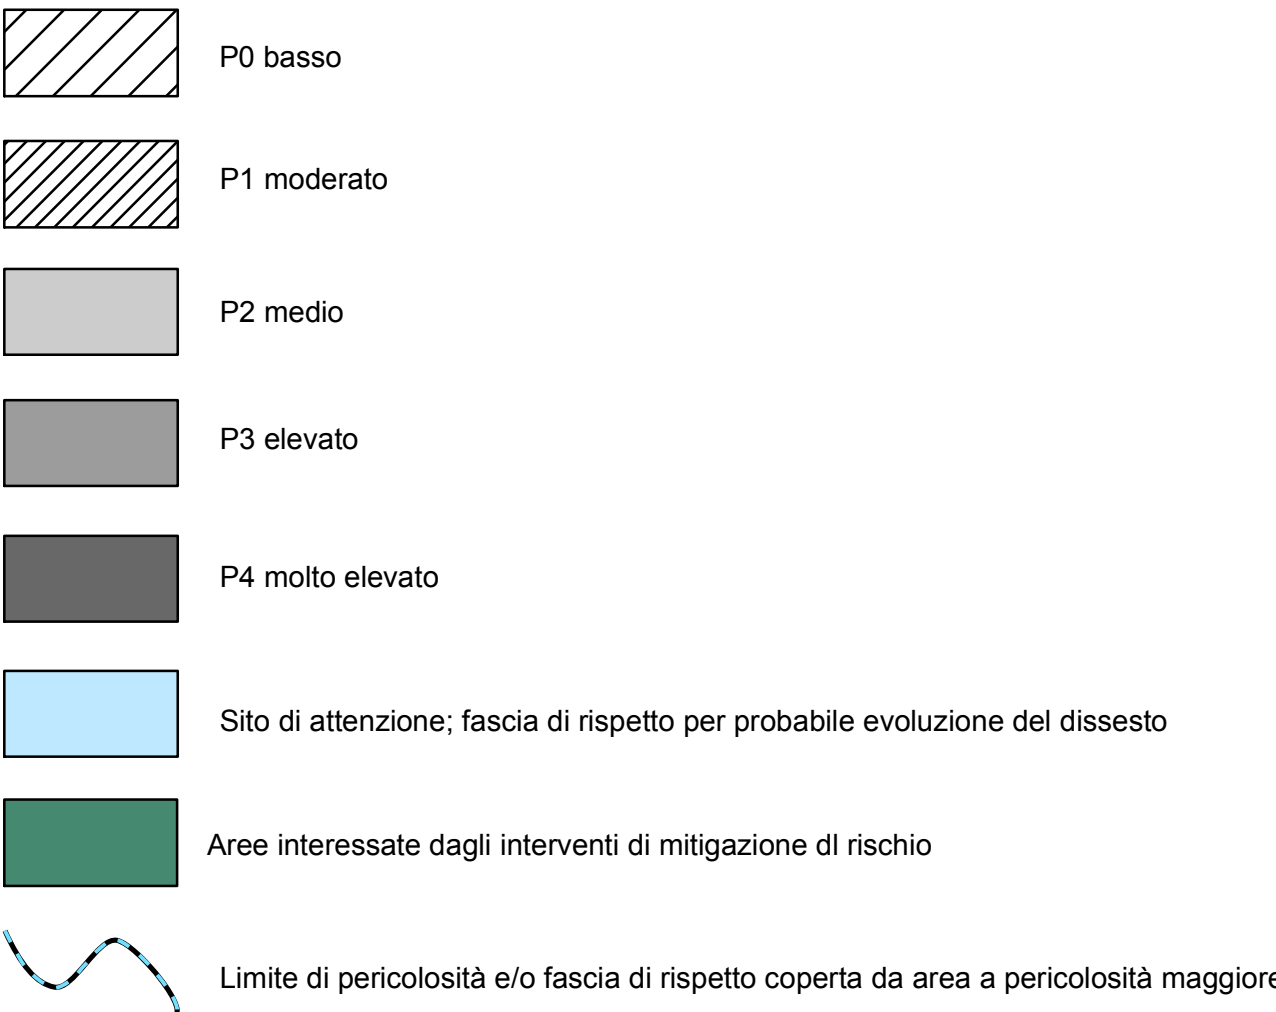 P0 basso
P1 moderato
P2 medio
P3 elevato
P4 molto elevato
Sito di attenzione; fascia di rispetto per probabile evoluzione del dissesto
Aree interessate dagli interventi di mitigazione dl rischio
Limite di pericolosità e/o fascia di rispetto coperta da area a pericolosità maggiore